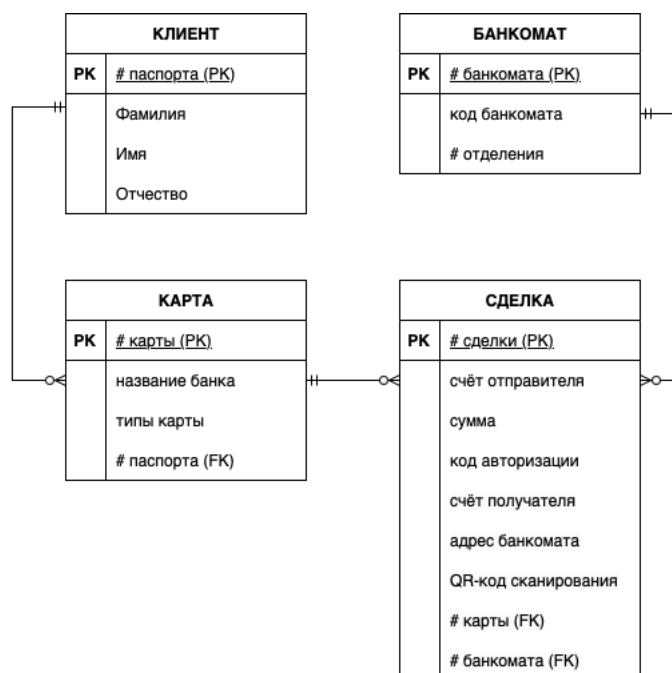 КЛИЕНТ
PK # паспорта (PK)
Фамилия
Имя
Отчество
БАНКОМАТ
PK # банкомата (PK)
код банкомата
# отделения
КАРТА
PK # карты (PK)
название банка
типы карты
# паспорта (FK)
СДЕЛКА
PK # сделки (PK)
счёт отправителя
сумма
код авторизации
счёт получателя
адрес банкомата
QR-код сканирования
# карты (FK)
# банкомата (FK)